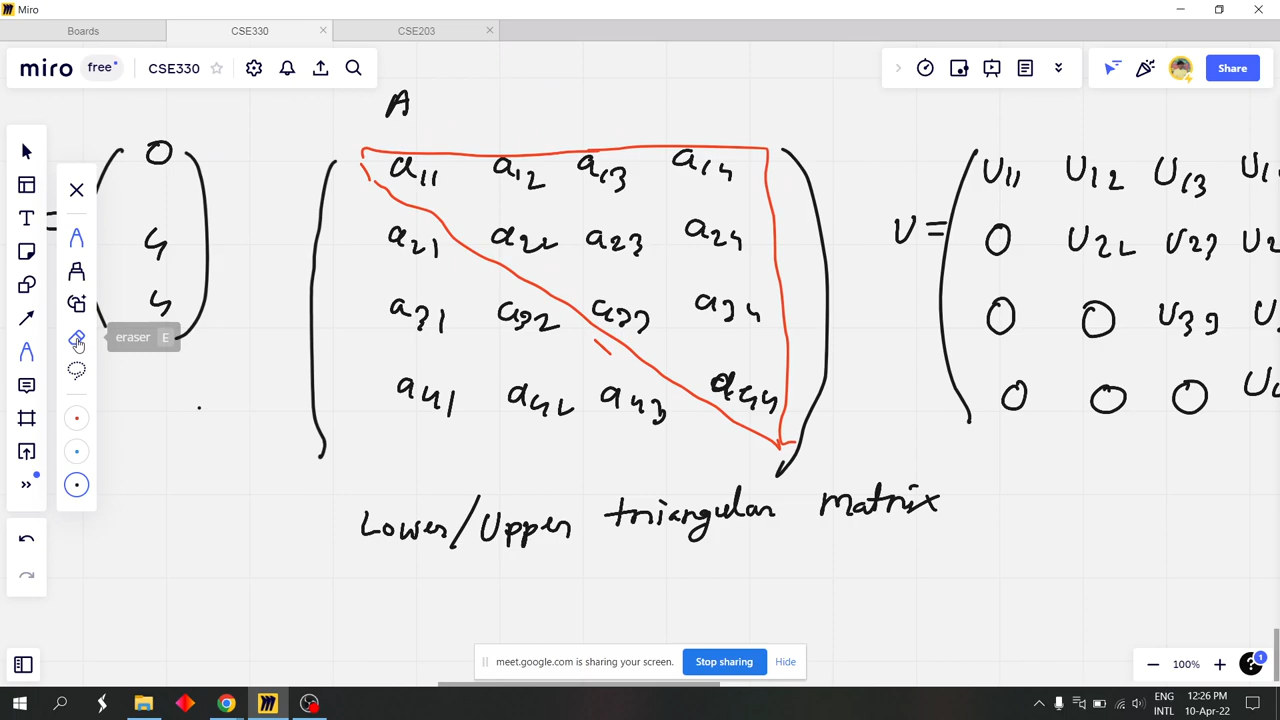 Miro
Boards CSE330 CSE203
miro free CSE330 Share
A
0 a11 a12 a13 a14 U11 U12 U13
4 a21 a22 a23 a24 U = 0 U22 U23
= 4 a31 a32 a33 a34 0 0 U33
eraser E
a41 a42 a43 a44 0 0 0
Lower/Upper triangular matrix
meet.google.com is sharing your screen. Stop sharing Hide
100% ? 1
ENG 12:26 PM
INTL 10-Apr-22